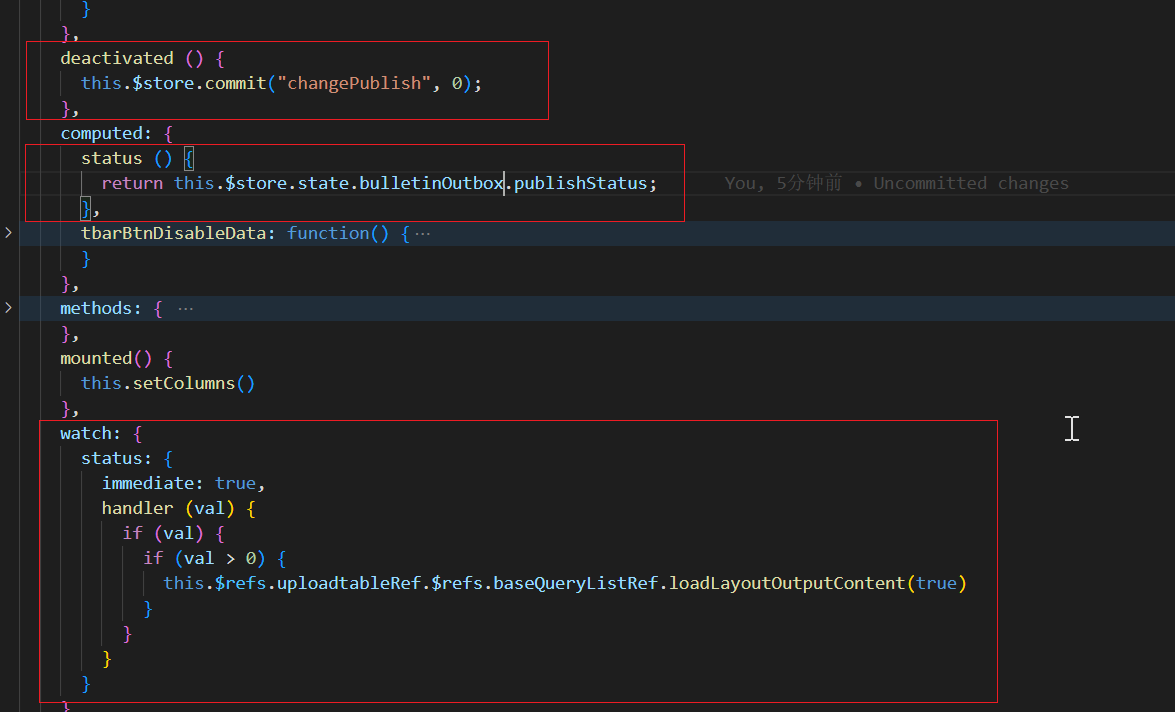 }
},
deactivated () {
this.$store.commit("changePublish", 0);
},
computed: {
status () {
return this.$store.state.bulletinOutbox.publishStatus; You, 5分钟前 • Uncommitted changes
},
tbarBtnDisableData: function() { ···
}
},
methods: { ···
},
mounted() {
this.setColumns()
},
watch: {
status: {
immediate: true,
handler (val) {
if (val) {
if (val > 0) {
this.$refs.uploadtableRef.$refs.baseQueryListRef.loadLayoutOutputContent(true)
}
}
}
}
}